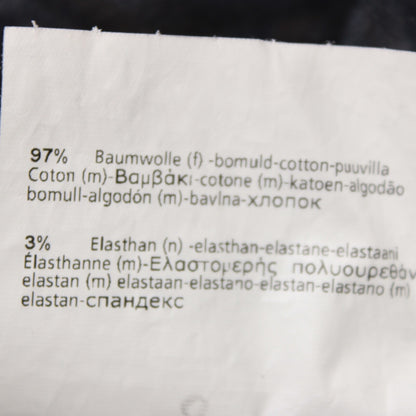 97% Baumwolle (f) -bomuld-cotton-puuvilla
Coton (m)-Βαμβάκι-cotone (m)-katoen-algodão
bomull-algodón (m)-bavlna-хлопок
3% Elasthan (n) -elasthan-elastane-elastaani
Élasthanne (m)-Ελαστομερής πολυουρεθάν
elastan (m) elastaan-elastano-elastan-elastano (m)
elastan-спандекс